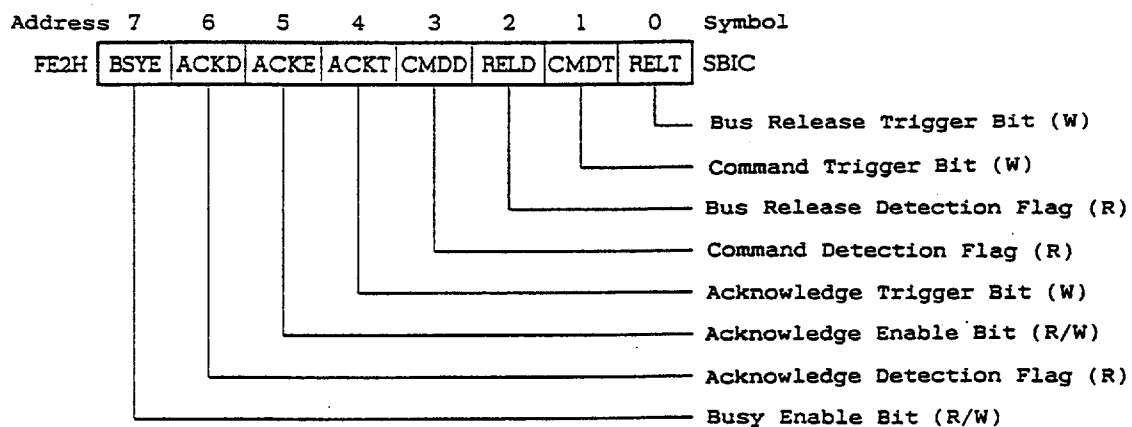 Address 7 6 5 4 3 2 1 0 Symbol
FE2H BSYE ACKD ACKE ACKT CMDD RELD CMDT RELT SBIC
Bus Release Trigger Bit (W)
Command Trigger Bit (W)
Bus Release Detection Flag (R)
Command Detection Flag (R)
Acknowledge Trigger Bit (W)
Acknowledge Enable Bit (R/W)
Acknowledge Detection Flag (R)
Busy Enable Bit (R/W)